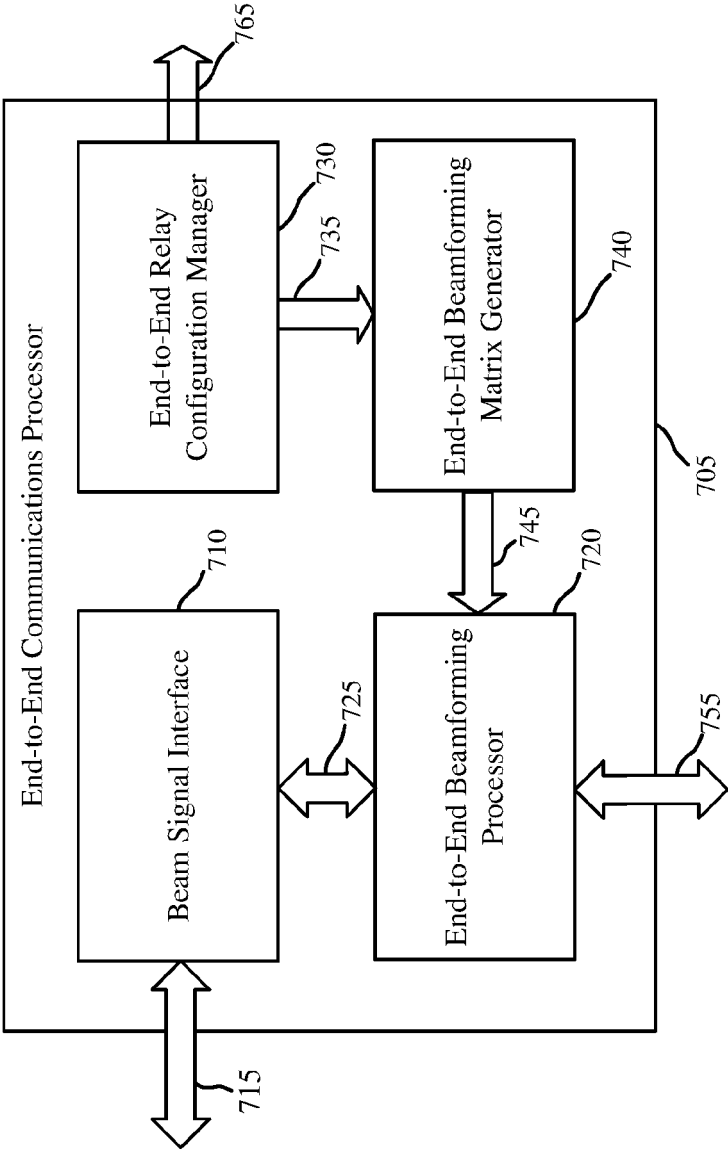 End-to-End Communications Processor
Beam Signal Interface
710
End-to-End Relay
Configuration Manager
730
765
715
725
735
End-to-End Beamforming
Processor
720
745
End-to-End Beamforming
Matrix Generator
740
755
705